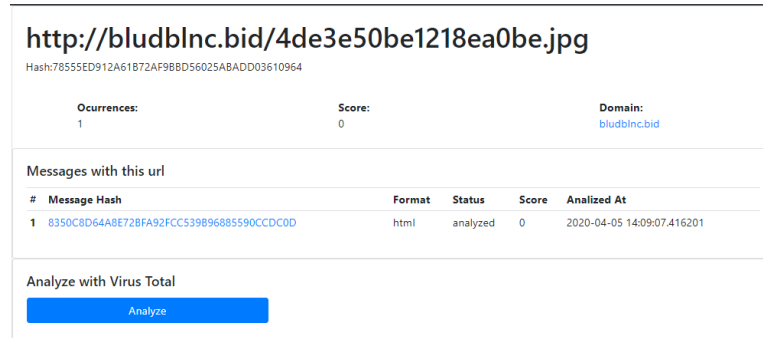 http://bludblnc.bid/4de3e50be1218ea0be.jpg
Hash:78555ED912A61B72AF9BBD56025ABADD03610964
Ocurrences: Score: Domain:
1 0 bludblnc.bid
Messages with this url
# Message Hash Format Status Score Analized At
1 8350C8D64A8E72BFA92FCC539B96885590CCDC0D html analyzed 0 2020-04-05 14:09:07.416201
Analyze with Virus Total
Analyze